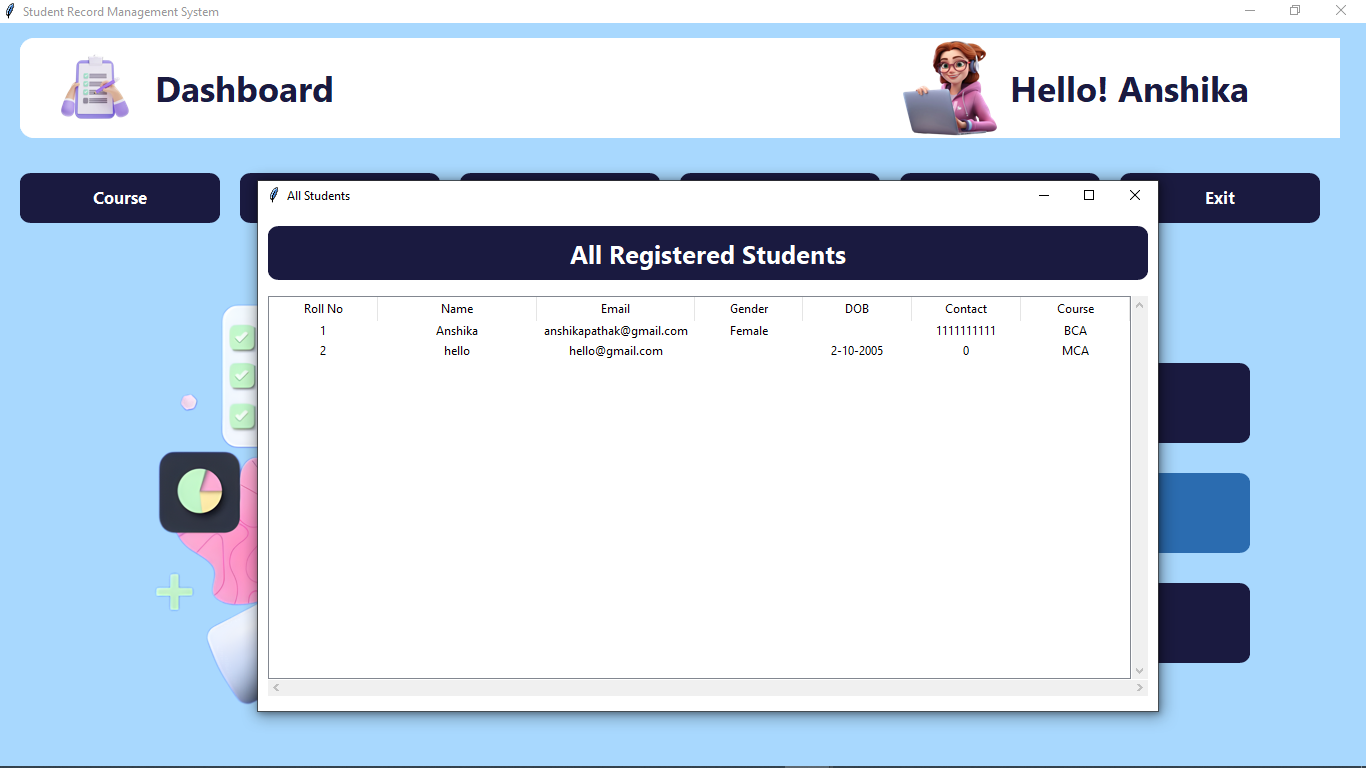 Student Record Management System
Dashboard
Hello! Anshika
Course
Exit
All Students
All Registered Students
Roll No Name Email Gender DOB Contact Course
1 Anshika anshikapathak@gmail.com Female 1111111111 BCA
2 hello hello@gmail.com 2-10-2005 0 MCA